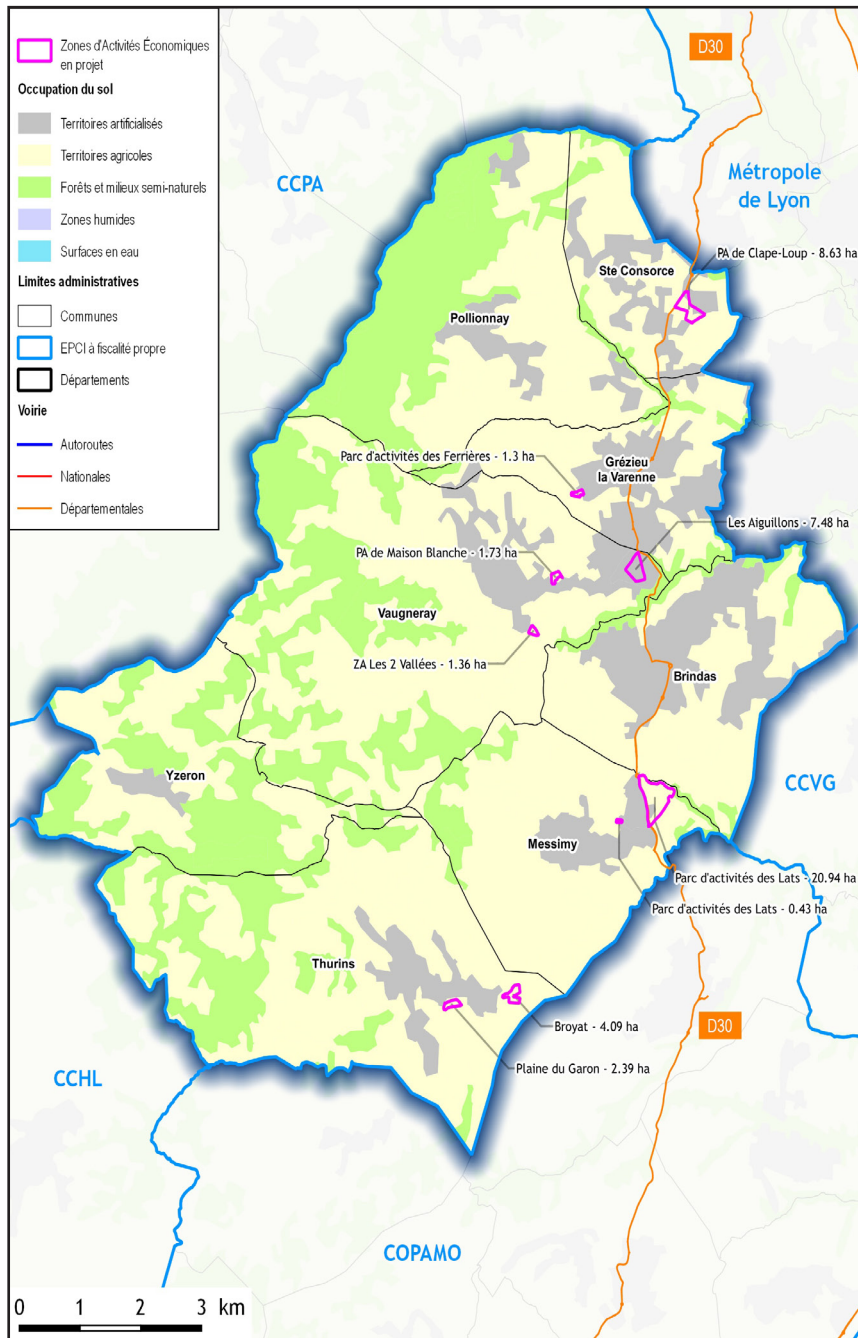 Zones d'Activités Économiques
en projet
Occupation du sol
Territoires artificialisés
Territoires agricoles
Forêts et milieux semi-naturels
Zones humides
Surfaces en eau
Limites administratives
Communes
EPCI à fiscalité propre
Départements
Voirie
Autoroutes
Nationales
Départementales
D30
CCPA
Métropole
de Lyon
PA de Clape-Loup - 8.63 ha
Ste Consorce
Pollionnay
Parc d'activités des Ferrières - 1.3 ha
Grézieu
la Varenne
Les Aiguillons - 7.48 ha
PA de Maison Blanche - 1.73 ha
Vaugneray
ZA Les 2 Vallées - 1.36 ha
Brindas
Yzeron
CCVG
Messimy
Parc d'activités des Lats - 20.94 ha
Parc d'activités des Lats - 0.43 ha
Thurins
Broyat - 4.09 ha
D30
Plaine du Garon - 2.39 ha
CCHL
COPAMO
0 1 2 3 km